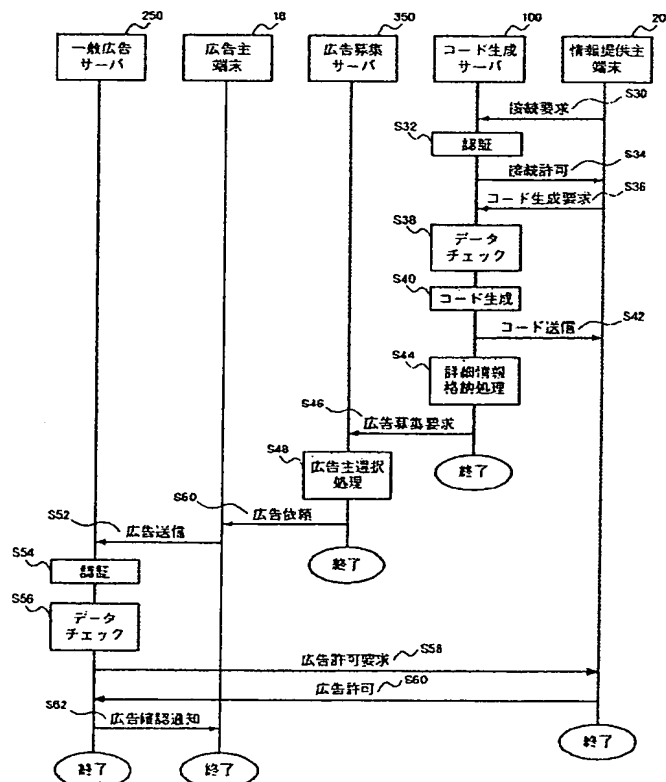 250
18
350
100
20
一般広告
サーバ
広告主
端末
広告募集
サーバ
コード生成
サーバ
情報提供主
端末
S30
接続要求
S32
認証
S34
接続許可
S36
コード生成要求
S38
データ
チェック
S40
コード生成
S42
コード送信
S44
詳細情報
格納処理
S46
広告募集要求
S48
広告主選択
処理
終了
S60
広告依頼
S52
広告送信
終了
S54
認証
S56
データ
チェック
S58
広告許可要求
S60
広告許可
S62
広告確認通知
終了
終了
終了